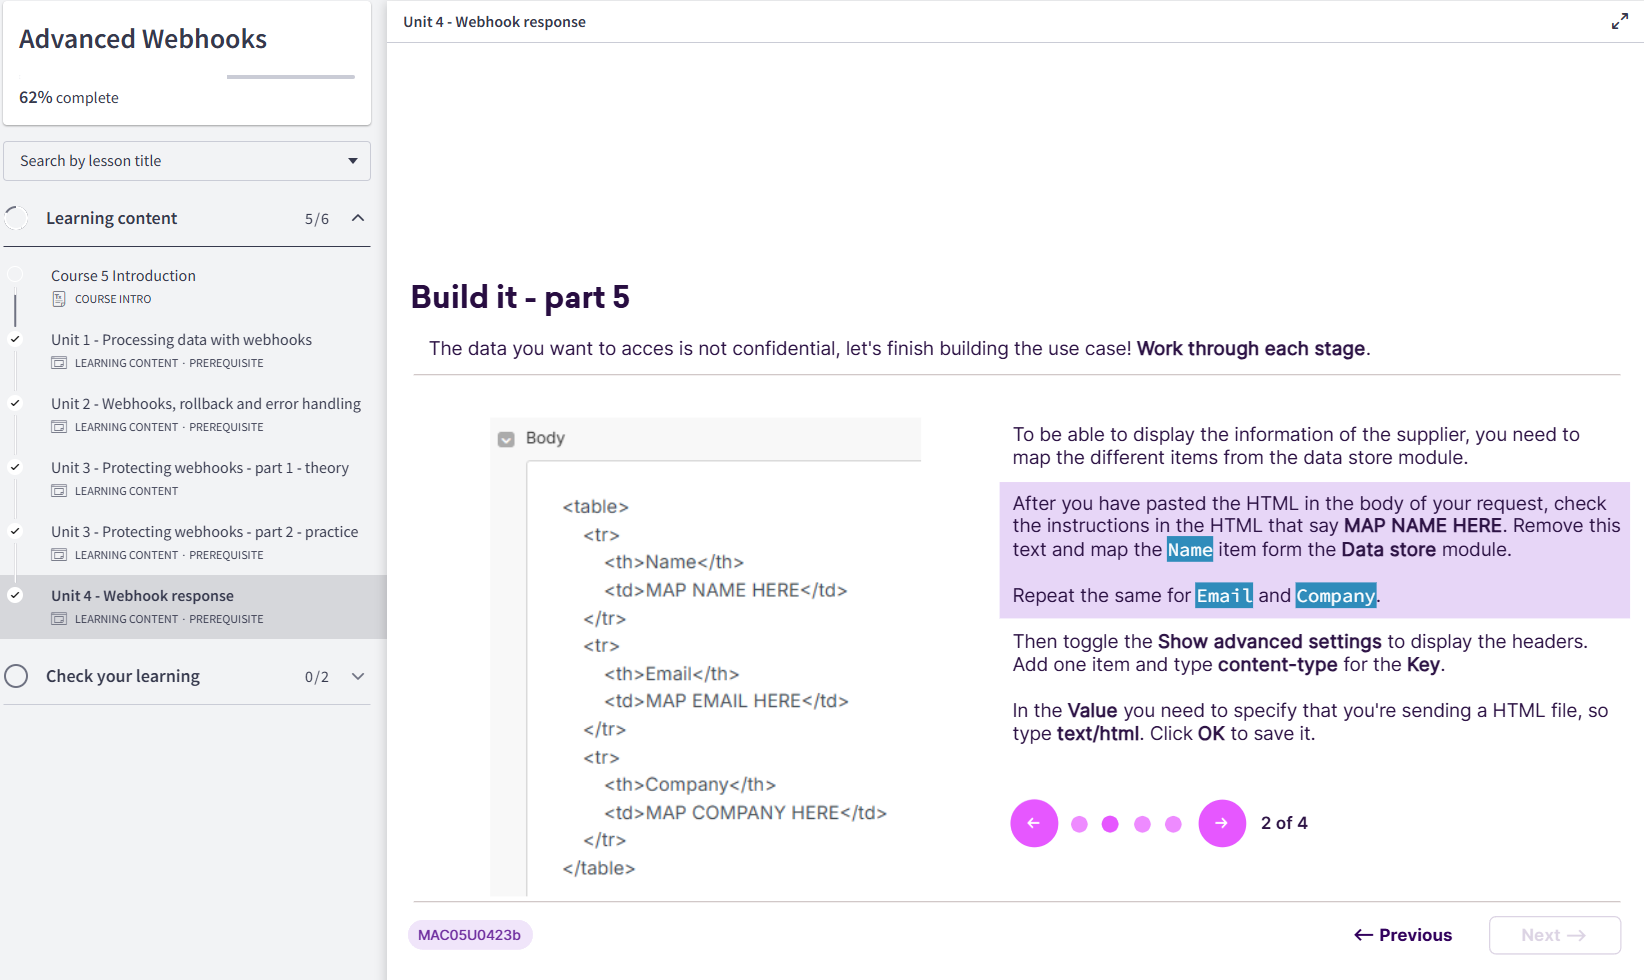 Advanced Webhooks
62% complete
Search by lesson title
Learning content 5/6
Course 5 Introduction
COURSE INTRO
Unit 1 - Processing data with webhooks
LEARNING CONTENT · PREREQUISITE
Unit 2 - Webhooks, rollback and error handling
LEARNING CONTENT · PREREQUISITE
Unit 3 - Protecting webhooks - part 1 - theory
LEARNING CONTENT
Unit 3 - Protecting webhooks - part 2 - practice
LEARNING CONTENT · PREREQUISITE
Unit 4 - Webhook response
LEARNING CONTENT · PREREQUISITE
Check your learning 0/2
Unit 4 - Webhook response
Build it - part 5
The data you want to acces is not confidential, let's finish building the use case! Work through each stage.
Body
<table>
<tr>
<th>Name</th>
<td>MAP NAME HERE</td>
</tr>
<tr>
<th>Email</th>
<td>MAP EMAIL HERE</td>
</tr>
<tr>
<th>Company</th>
<td>MAP COMPANY HERE</td>
</tr>
</table>
To be able to display the information of the supplier, you need to
map the different items from the data store module.
After you have pasted the HTML in the body of your request, check
the instructions in the HTML that say MAP NAME HERE. Remove this
text and map the Name item form the Data store module.
Repeat the same for Email and Company.
Then toggle the Show advanced settings to display the headers.
Add one item and type content-type for the Key.
In the Value you need to specify that you're sending a HTML file, so
type text/html. Click OK to save it.
2 of 4
MAC05U0423b
← Previous
Next →